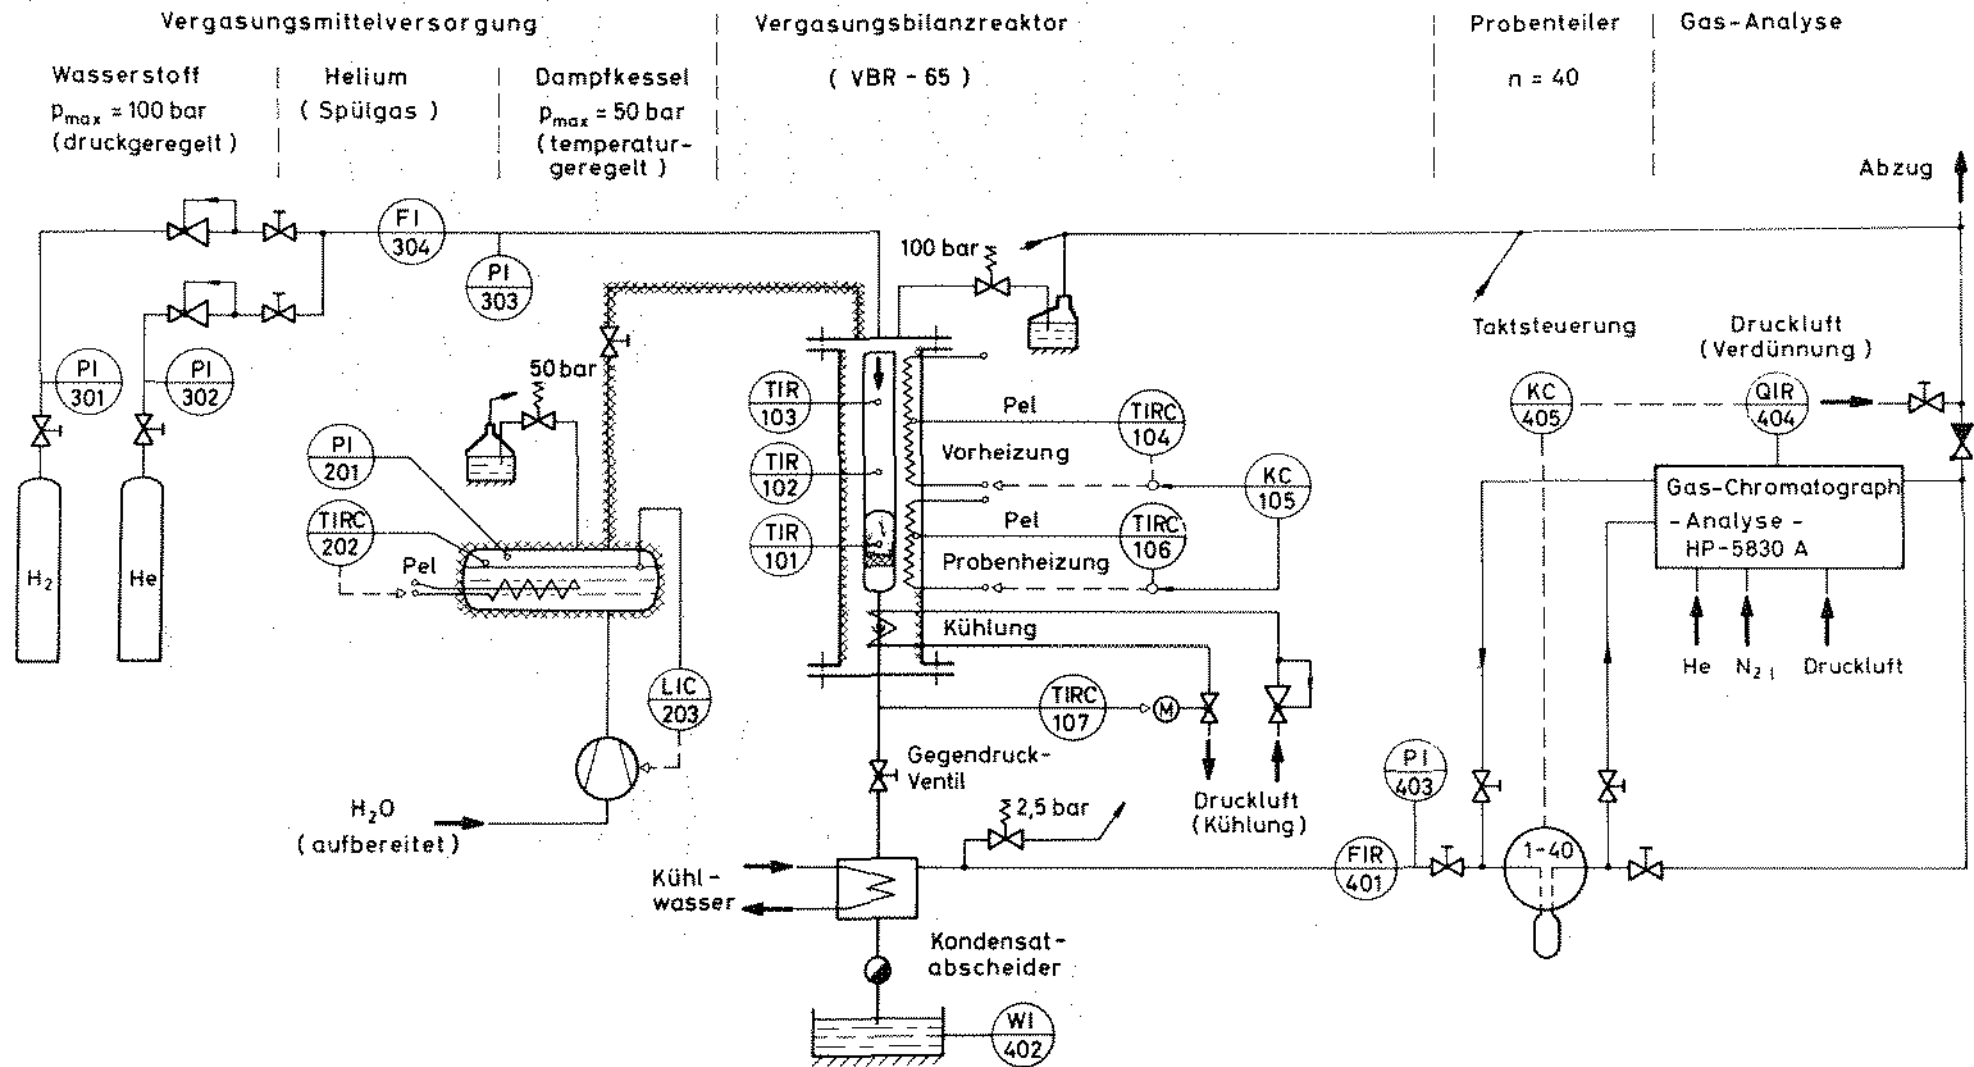 Vergasungsmittelversorgung
Vergasungsbilanzreaktor
Probenteiler
Gas-Analyse
Wasserstoff
Helium
Dampfkessel
( VBR - 65 )
n = 40
p_max = 100 bar
( Spülgas )
p_max = 50 bar
(druckgeregelt)
(temperatur-
geregelt )
Abzug
FI
304
PI
303
100 bar
Taktsteuerung
Druckluft
(Verdünnung )
PI
301
PI
302
50 bar
TIR
103
Pel
TIRC
104
KC
405
QIR
404
PI
201
TIR
102
Vorheizung
KC
105
Gas-Chromatograph
- Analyse -
HP-5830 A
TIRC
202
TIR
101
Pel
TIRC
106
Pel
Probenheizung
H2
He
Kühlung
He
N2
Druckluft
LIC
203
TIRC
107
M
Gegendruck-
Ventil
PI
403
H2O
(aufbereitet)
2,5 bar
Druckluft
(Kühlung)
FIR
401
1-40
Kühl-
wasser
Kondensat-
abscheider
WI
402